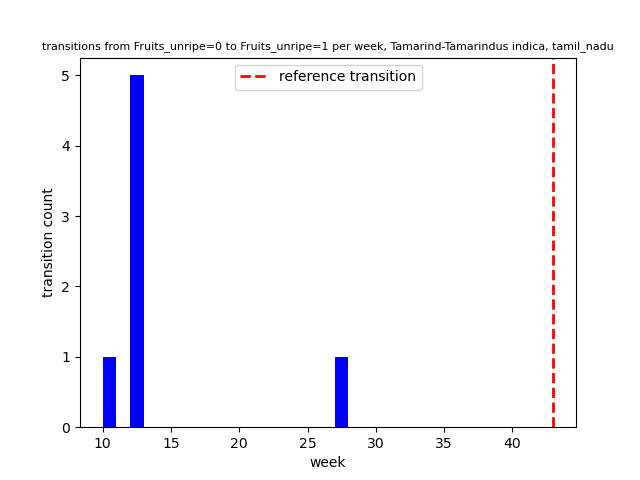 transitions from Fruits_unripe=0 to Fruits_unripe=1 per week, Tamarind-Tamarindus indica, tamil_nadu
reference transition
5
4
3
2
1
0
transition count
10 15 20 25 30 35 40
week